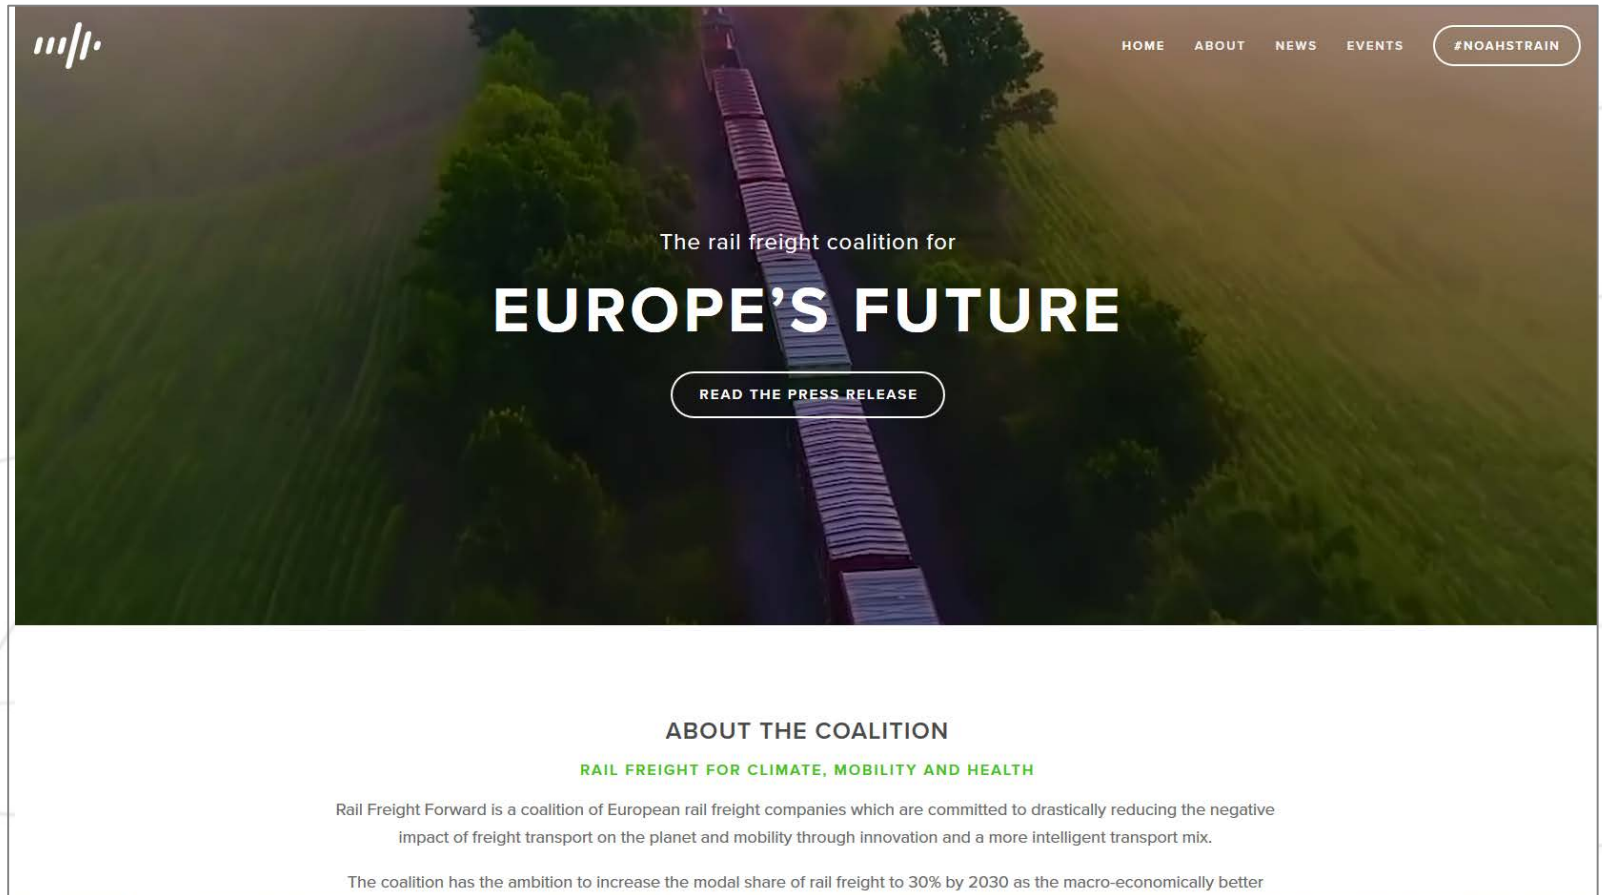 HOME ABOUT NEWS EVENTS #NOAHSTRAIN
The rail freight coalition for
EUROPE’S FUTURE
READ THE PRESS RELEASE
ABOUT THE COALITION
RAIL FREIGHT FOR CLIMATE, MOBILITY AND HEALTH
Rail Freight Forward is a coalition of European rail freight companies which are committed to drastically reducing the negative
impact of freight transport on the planet and mobility through innovation and a more intelligent transport mix.
The coalition has the ambition to increase the modal share of rail freight to 30% by 2030 as the macro-economically better